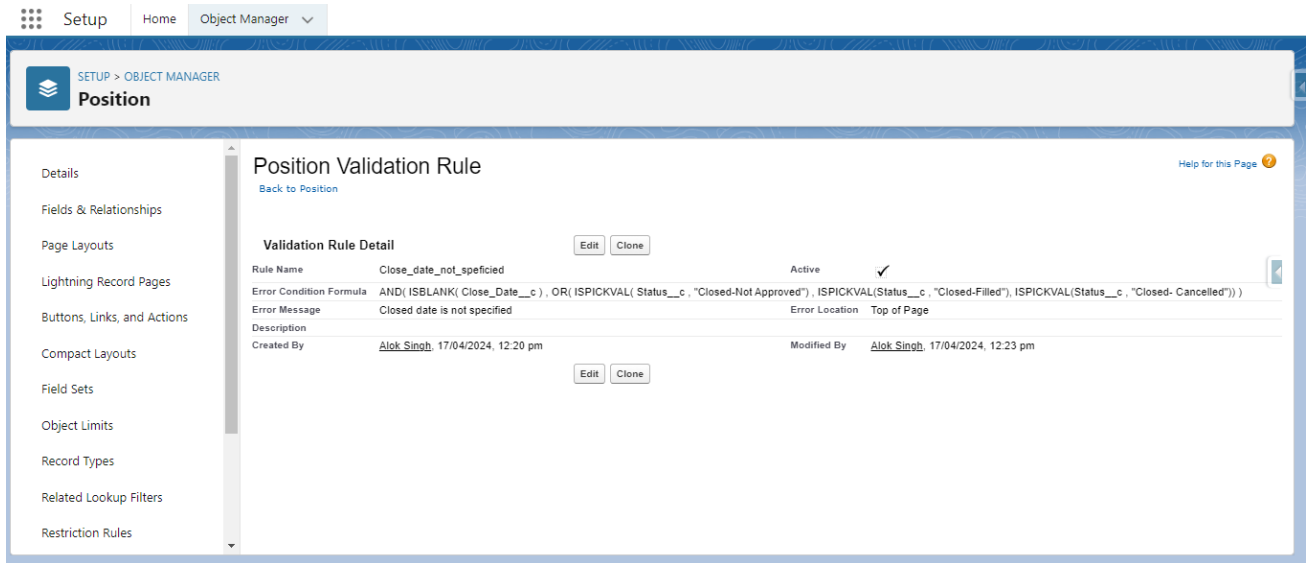 Setup Home Object Manager
SETUP > OBJECT MANAGER
Position
Details
Fields & Relationships
Page Layouts
Lightning Record Pages
Buttons, Links, and Actions
Compact Layouts
Field Sets
Object Limits
Record Types
Related Lookup Filters
Restriction Rules
Position Validation Rule
Help for this Page ?
Back to Position
Validation Rule Detail Edit Clone
Rule Name Close_date_not_speficied Active ✓
Error Condition Formula AND( ISBLANK( Close_Date__c ) , OR( ISPICKVAL( Status__c , "Closed-Not Approved") , ISPICKVAL(Status__c , "Closed-Filled"), ISPICKVAL(Status__c , "Closed- Cancelled")) )
Error Message Closed date is not specified Error Location Top of Page
Description
Created By Alok Singh, 17/04/2024, 12:20 pm Modified By Alok Singh, 17/04/2024, 12:23 pm
Edit Clone